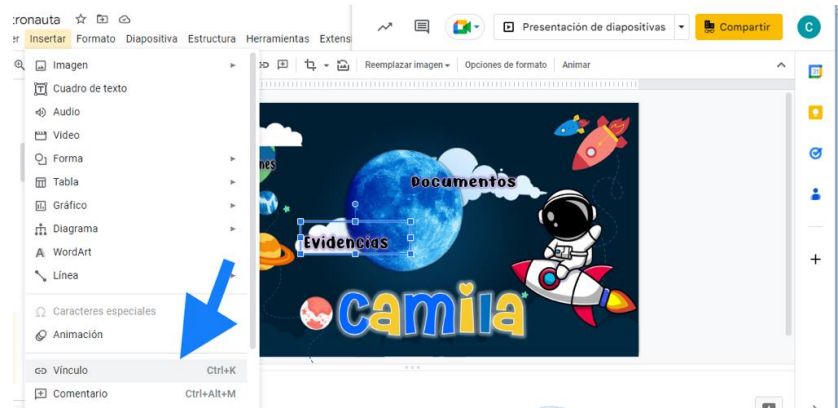 ronauta
Insertar Formato Diapositiva Estructura Herramientas Extens
Presentación de diapositivas
Compartir
C
Imagen
Cuadro de texto
Audio
Video
Forma
Tabla
Gráfico
Diagrama
WordArt
Línea
Caracteres especiales
Animación
Vínculo Ctrl+K
Comentario Ctrl+Alt+M
Reemplazar imagen Opciones de formato Animar
31
nes
Documentos
Evidencias
Camila